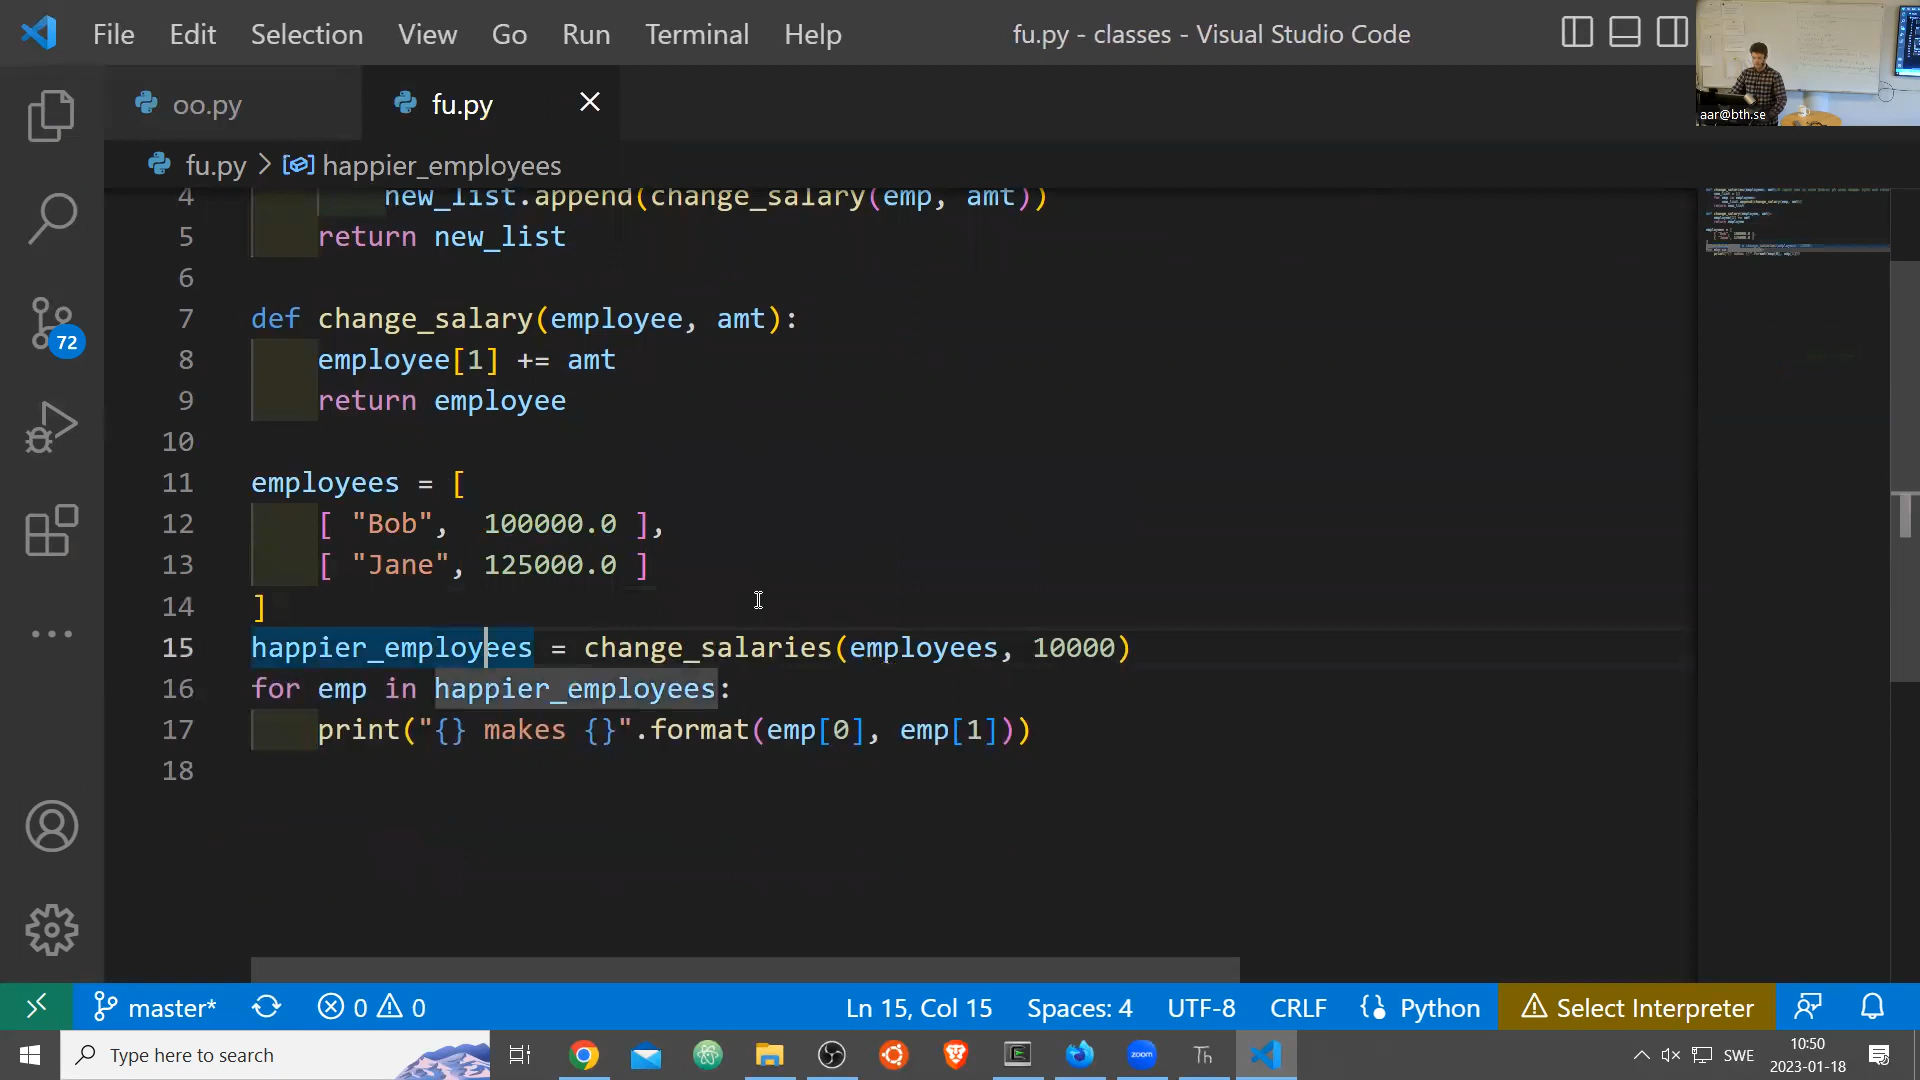 File Edit Selection View Go Run Terminal Help fu.py - classes - Visual Studio Code
aar@bth.se
oo.py fu.py
fu.py > happier_employees
4 new_list.append(change_salary(emp, amt))
5 return new_list
6
7 def change_salary(employee, amt):
8 employee[1] += amt
9 return employee
10
11 employees = [
12 [ "Bob", 100000.0 ],
13 [ "Jane", 125000.0 ]
14 ]
15 happier_employees = change_salaries(employees, 10000)
16 for emp in happier_employees:
17 print("{} makes {}".format(emp[0], emp[1]))
18
72
master* 0 0 Ln 15, Col 15 Spaces: 4 UTF-8 CRLF Python Select Interpreter
Type here to search zoom Th SWE 10:50
2023-01-18